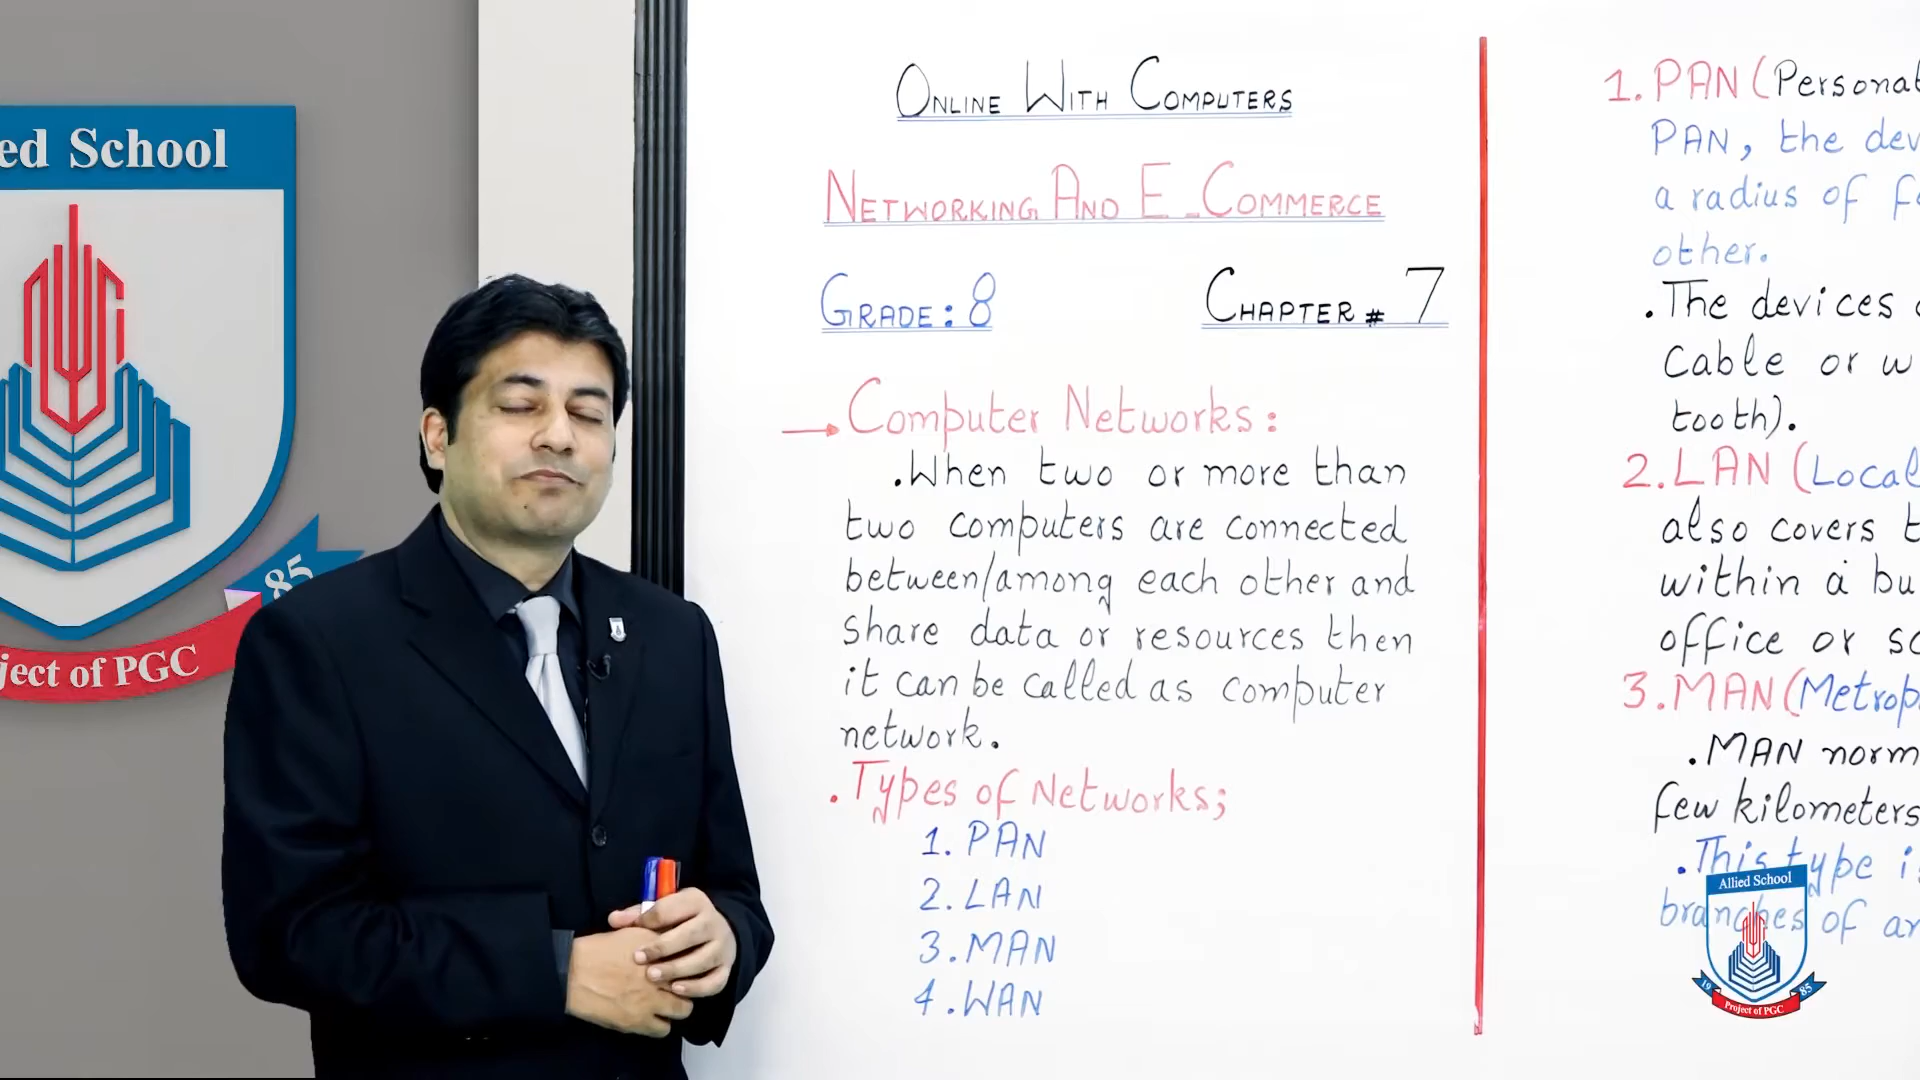 ed School
85
ject of PGC
ONLINE WITH COMPUTERS
NETWORKING AND E-COMMERCE
GRADE: 8 CHAPTER # 7
Computer Networks:
.When two or more than
two computers are connected
between/among each other and
share data or resources then
it can be called as computer
network.
.Types of Networks;
1. PAN
2. LAN
3. MAN
4. WAN
1. PAN (Personal
PAN, the dev
a radius of f
other.
.The devices
Cable or w
tooth).
2. LAN (Local
also covers t
within a bu
office or sc
3. MAN (Metrop
.MAN norm
few kilometers
.This type i
branches of ar
Allied School
19 85
Project of PGC